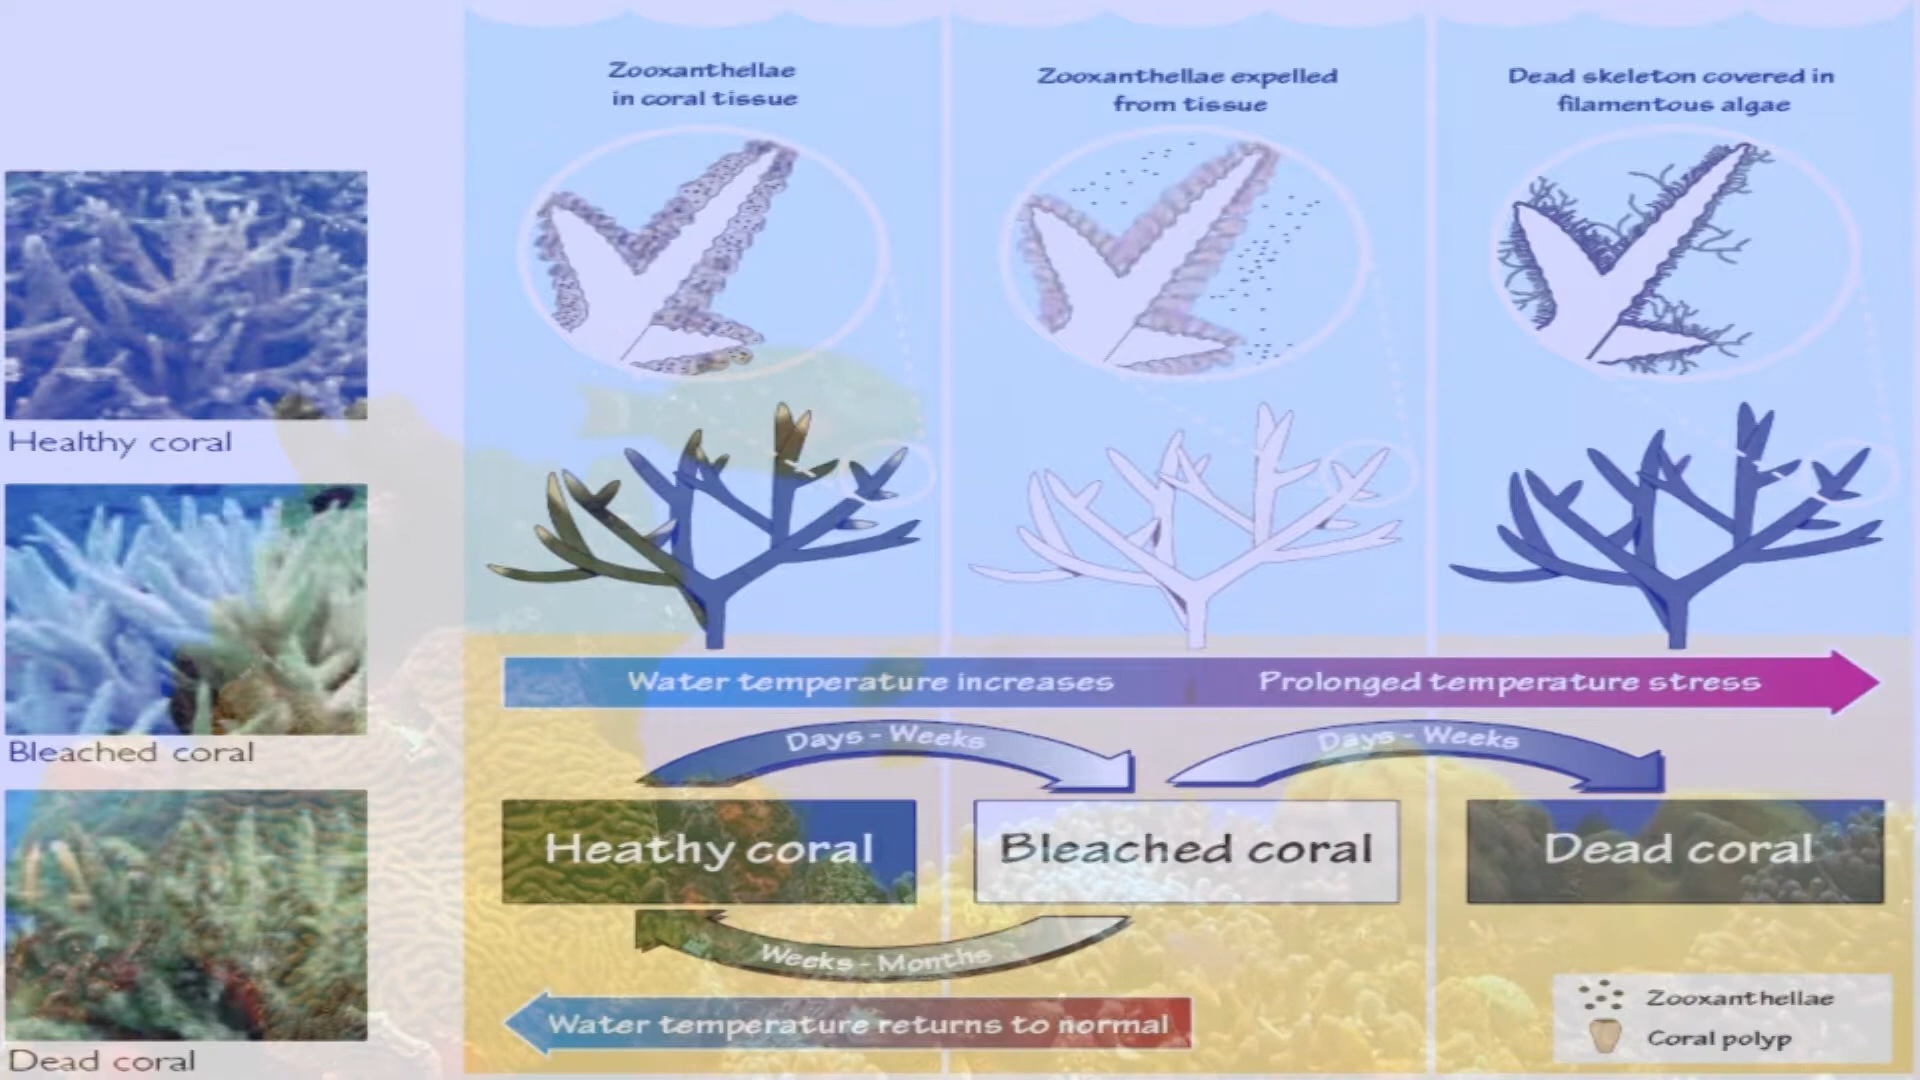 Zooxanthellae
in coral tissue
Zooxanthellae expelled
from tissue
Dead skeleton covered in
filamentous algae
Healthy coral
Bleached coral
Dead coral
Water temperature increases
Prolonged temperature stress
Days - Weeks
Days - Weeks
Heathy coral
Bleached coral
Dead coral
Weeks - Months
Water temperature returns to normal
Zooxanthellae
Coral polyp